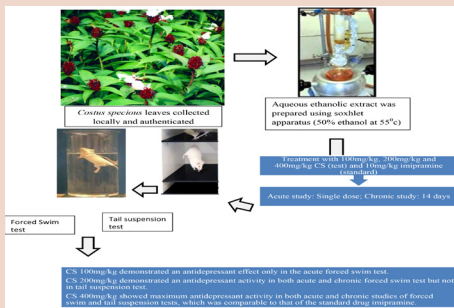 Costus specious leaves collected
locally and authenticated
Aqueous ethanolic extract was
prepared using soxhlet
apparatus (50% ethanol at 55⁰c)
Treatment with 100mg/kg, 200mg/kg and
400mg/kg CS (test) and 10mg/kg imipramine
(standard)
Acute study: Single dose; Chronic study: 14 days
Forced Swim
test
Tail suspension
test
CS 100mg/kg demonstrated an antidepressant effect only in the acute forced swim test.
CS 200mg/kg demonstrated an antidepressant activity in both acute and chronic forced swim test but not
in tail suspension test.
CS 400mg/kg showed maximum antidepressant activity in both acute and chronic studies of forced
swim and tail suspension tests, which was comparable to that of the standard drug imipramine.